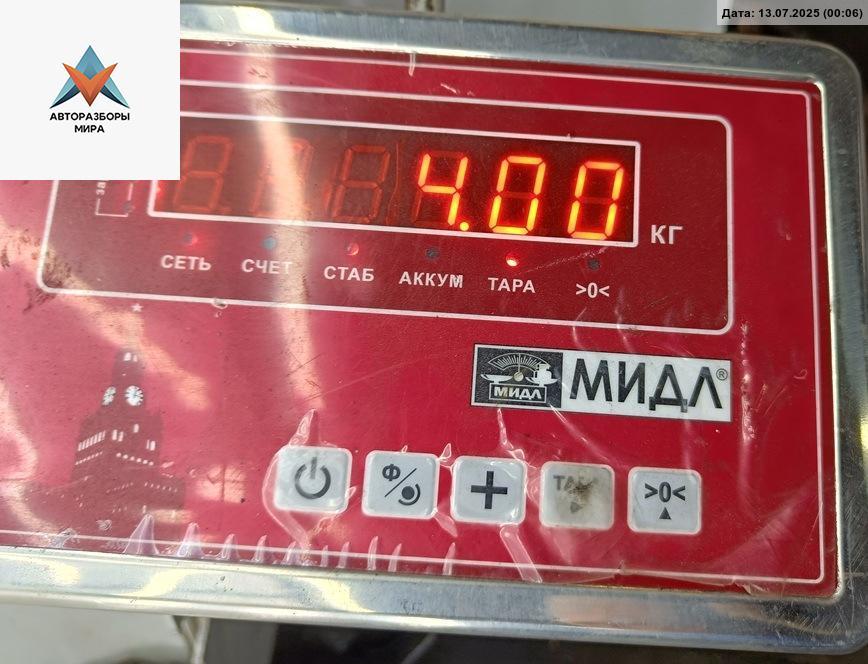 Дата: 13.07.2025 (00:06)
АВТОРАЗБОРЫ
МИРА
4.00
КГ
СЕТЬ СЧЕТ СТАБ АККУМ ТАРА >0<
МИДЛ
МИДЛ®
Ф
ТАРА
>0<